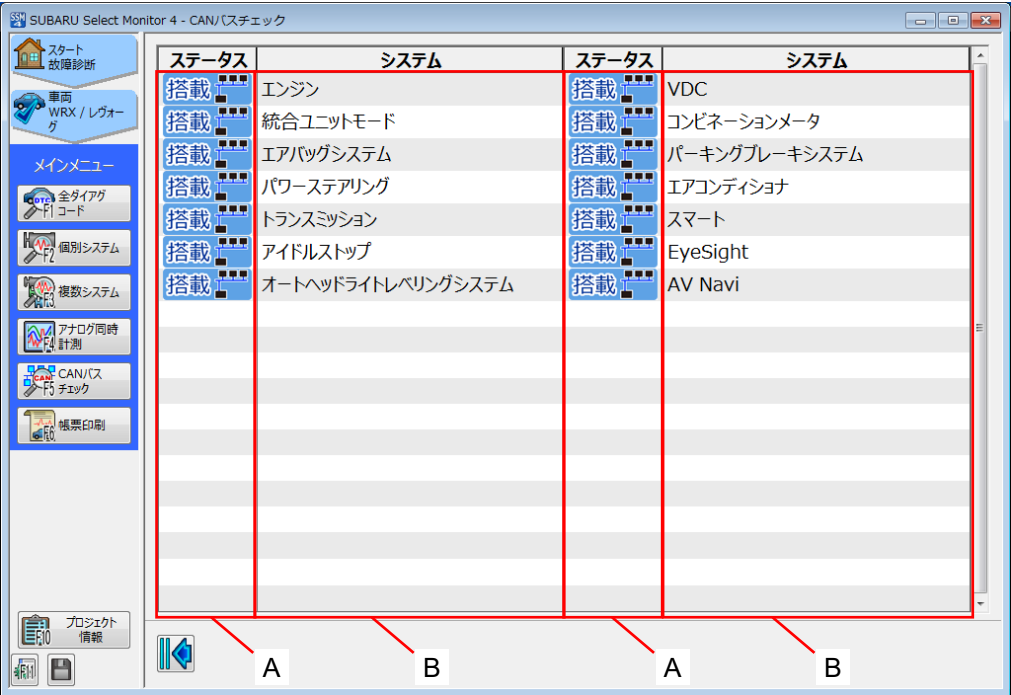 SSM 4 SUBARU Select Monitor 4 - CANバスチェック
スタート
故障診断
車両
WRX / レヴォー
グ
メインメニュー
DTC F1 全ダイアグ
コード
F2 個別システム
F3 複数システム
F4 アナログ同時
計測
CAN F5 CANバス
チェック
F6 帳票印刷
F10 プロジェクト
情報
F11
ステータス システム ステータス システム
搭載 エンジン 搭載 VDC
搭載 統合ユニットモード 搭載 コンビネーションメータ
搭載 エアバッグシステム 搭載 パーキングブレーキシステム
搭載 パワーステアリング 搭載 エアコンディショナ
搭載 トランスミッション 搭載 スマート
搭載 アイドルストップ 搭載 EyeSight
搭載 オートヘッドライトレベリングシステム 搭載 AV Navi
A B A B